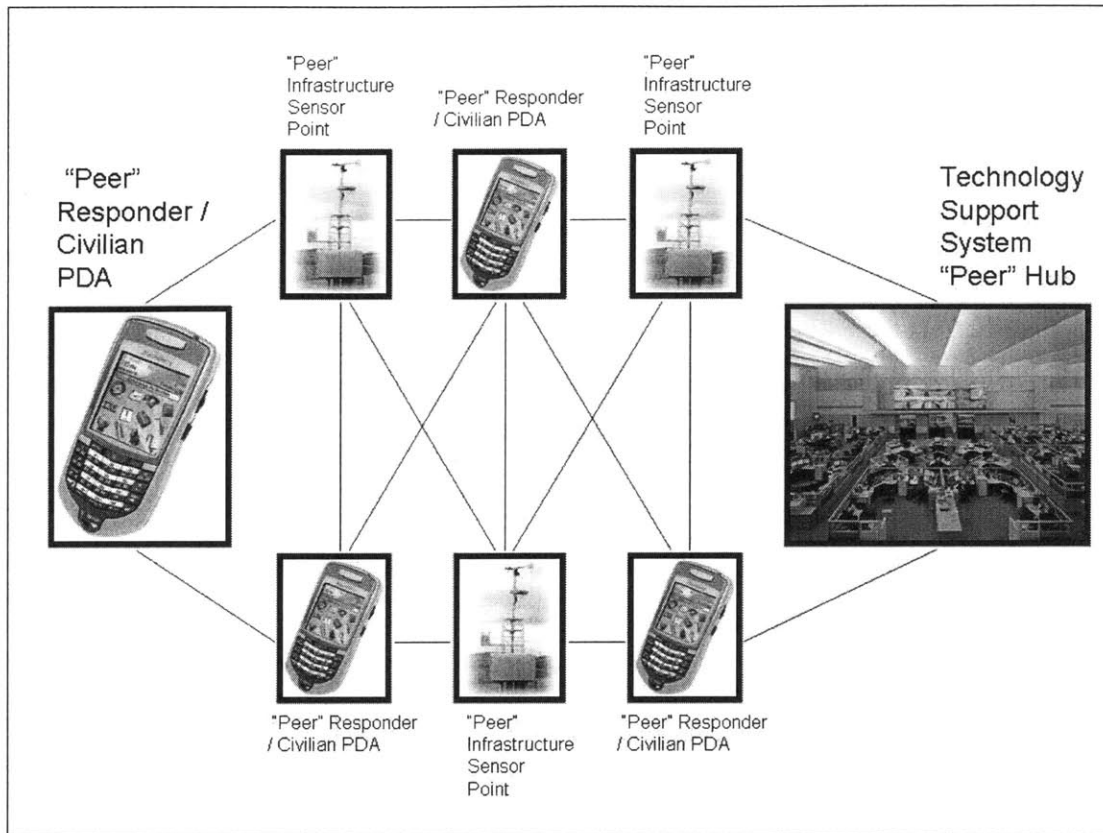 "Peer"
Infrastructure
Sensor
Point
"Peer" Responder
/ Civilian PDA
"Peer"
Infrastructure
Sensor
Point
“Peer”
Responder /
Civilian
PDA
Technology
Support
System
“Peer” Hub
"Peer" Responder
/ Civilian PDA
"Peer"
Infrastructure
Sensor
Point
"Peer" Responder
/ Civilian PDA